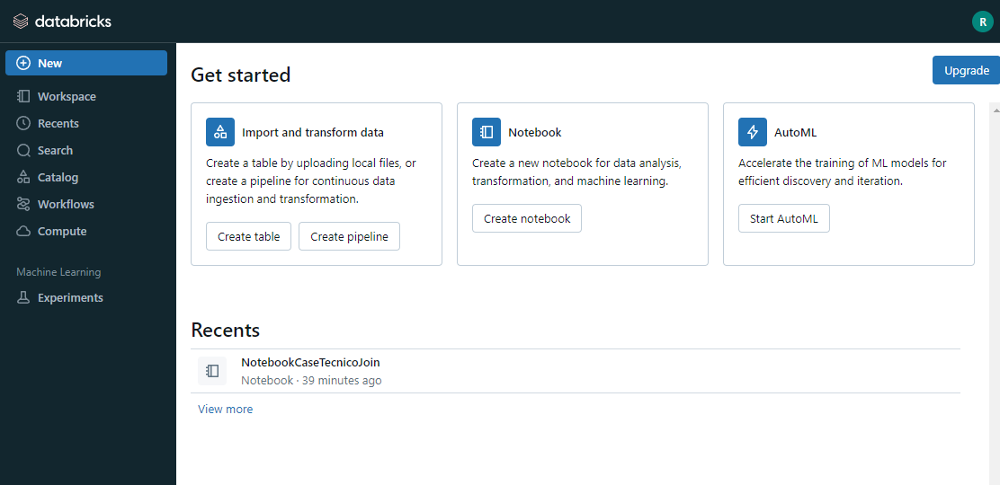 databricks
R
New
Workspace
Recents
Search
Catalog
Workflows
Compute
Machine Learning
Experiments
Get started
Upgrade
Import and transform data
Create a table by uploading local files, or
create a pipeline for continuous data
ingestion and transformation.
Create table
Create pipeline
Notebook
Create a new notebook for data analysis,
transformation, and machine learning.
Create notebook
AutoML
Accelerate the training of ML models for
efficient discovery and iteration.
Start AutoML
Recents
NotebookCaseTecnicoJoin
Notebook · 39 minutes ago
View more